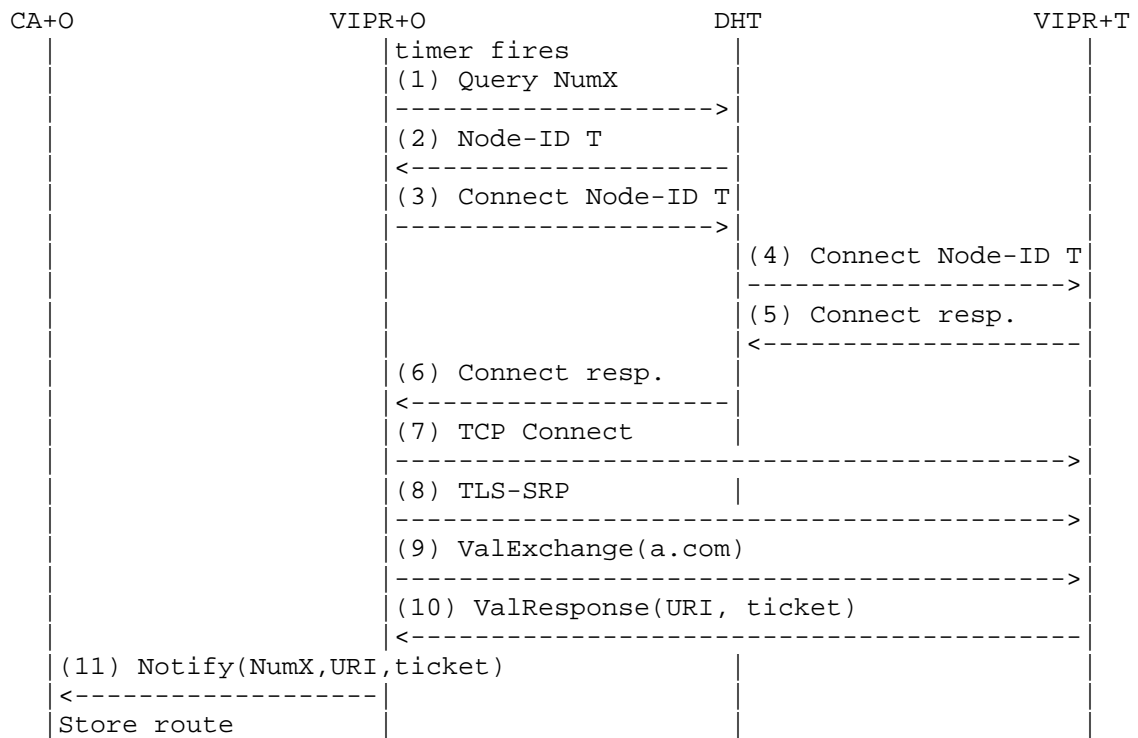 CA+O VIPR+O DHT VIPR+T
timer fires
(1) Query NumX
(2) Node-ID T
(3) Connect Node-ID T
(4) Connect Node-ID T
(5) Connect resp.
(6) Connect resp.
(7) TCP Connect
(8) TLS-SRP
(9) ValExchange(a.com)
(10) ValResponse(URI, ticket)
(11) Notify(NumX,URI,ticket)
Store route